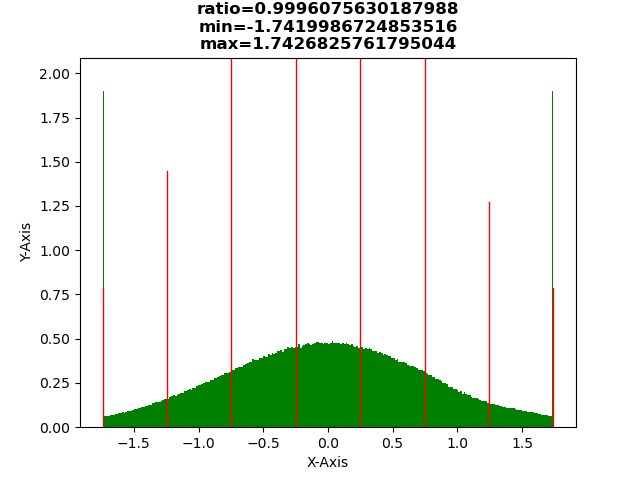 ratio=0.9996075630187988
min=-1.7419986724853516
max=1.7426825761795044
2.00
1.75
1.50
1.25
1.00
0.75
0.50
0.25
0.00
Y-Axis
−1.5 −1.0 −0.5 0.0 0.5 1.0 1.5
X-Axis